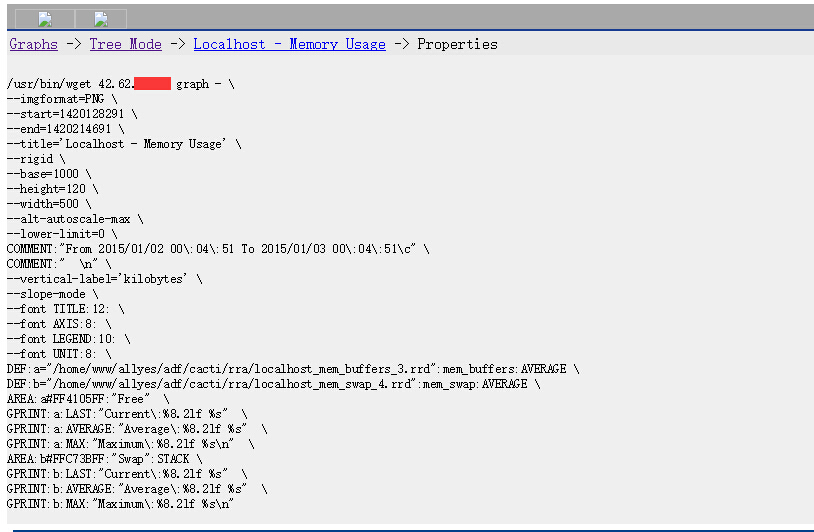 Graphs -> Tree Mode -> Localhost - Memory Usage -> Properties
/usr/bin/wget 42.62. graph - \
--imgformat=PNG \
--start=1420128291 \
--end=1420214691 \
--title='Localhost - Memory Usage' \
--rigid \
--base=1000 \
--height=120 \
--width=500 \
--alt-autoscale-max \
--lower-limit=0 \
COMMENT:"From 2015/01/02 00\:04\:51 To 2015/01/03 00\:04\:51\c" \
COMMENT:"  \n" \
--vertical-label='kilobytes' \
--slope-mode \
--font TITLE:12: \
--font AXIS:8: \
--font LEGEND:10: \
--font UNIT:8: \
DEF:a="/home/www/allyes/adf/cacti/rra/localhost_mem_buffers_3.rrd":mem_buffers:AVERAGE \
DEF:b="/home/www/allyes/adf/cacti/rra/localhost_mem_swap_4.rrd":mem_swap:AVERAGE \
AREA:a#FF4105FF:"Free"  \
GPRINT:a:LAST:"Current\:%8.2lf %s"  \
GPRINT:a:AVERAGE:"Average\:%8.2lf %s"  \
GPRINT:a:MAX:"Maximum\:%8.2lf %s\n"  \
AREA:b#FFC73BFF:"Swap":STACK \
GPRINT:b:LAST:"Current\:%8.2lf %s"  \
GPRINT:b:AVERAGE:"Average\:%8.2lf %s"  \
GPRINT:b:MAX:"Maximum\:%8.2lf %s\n"